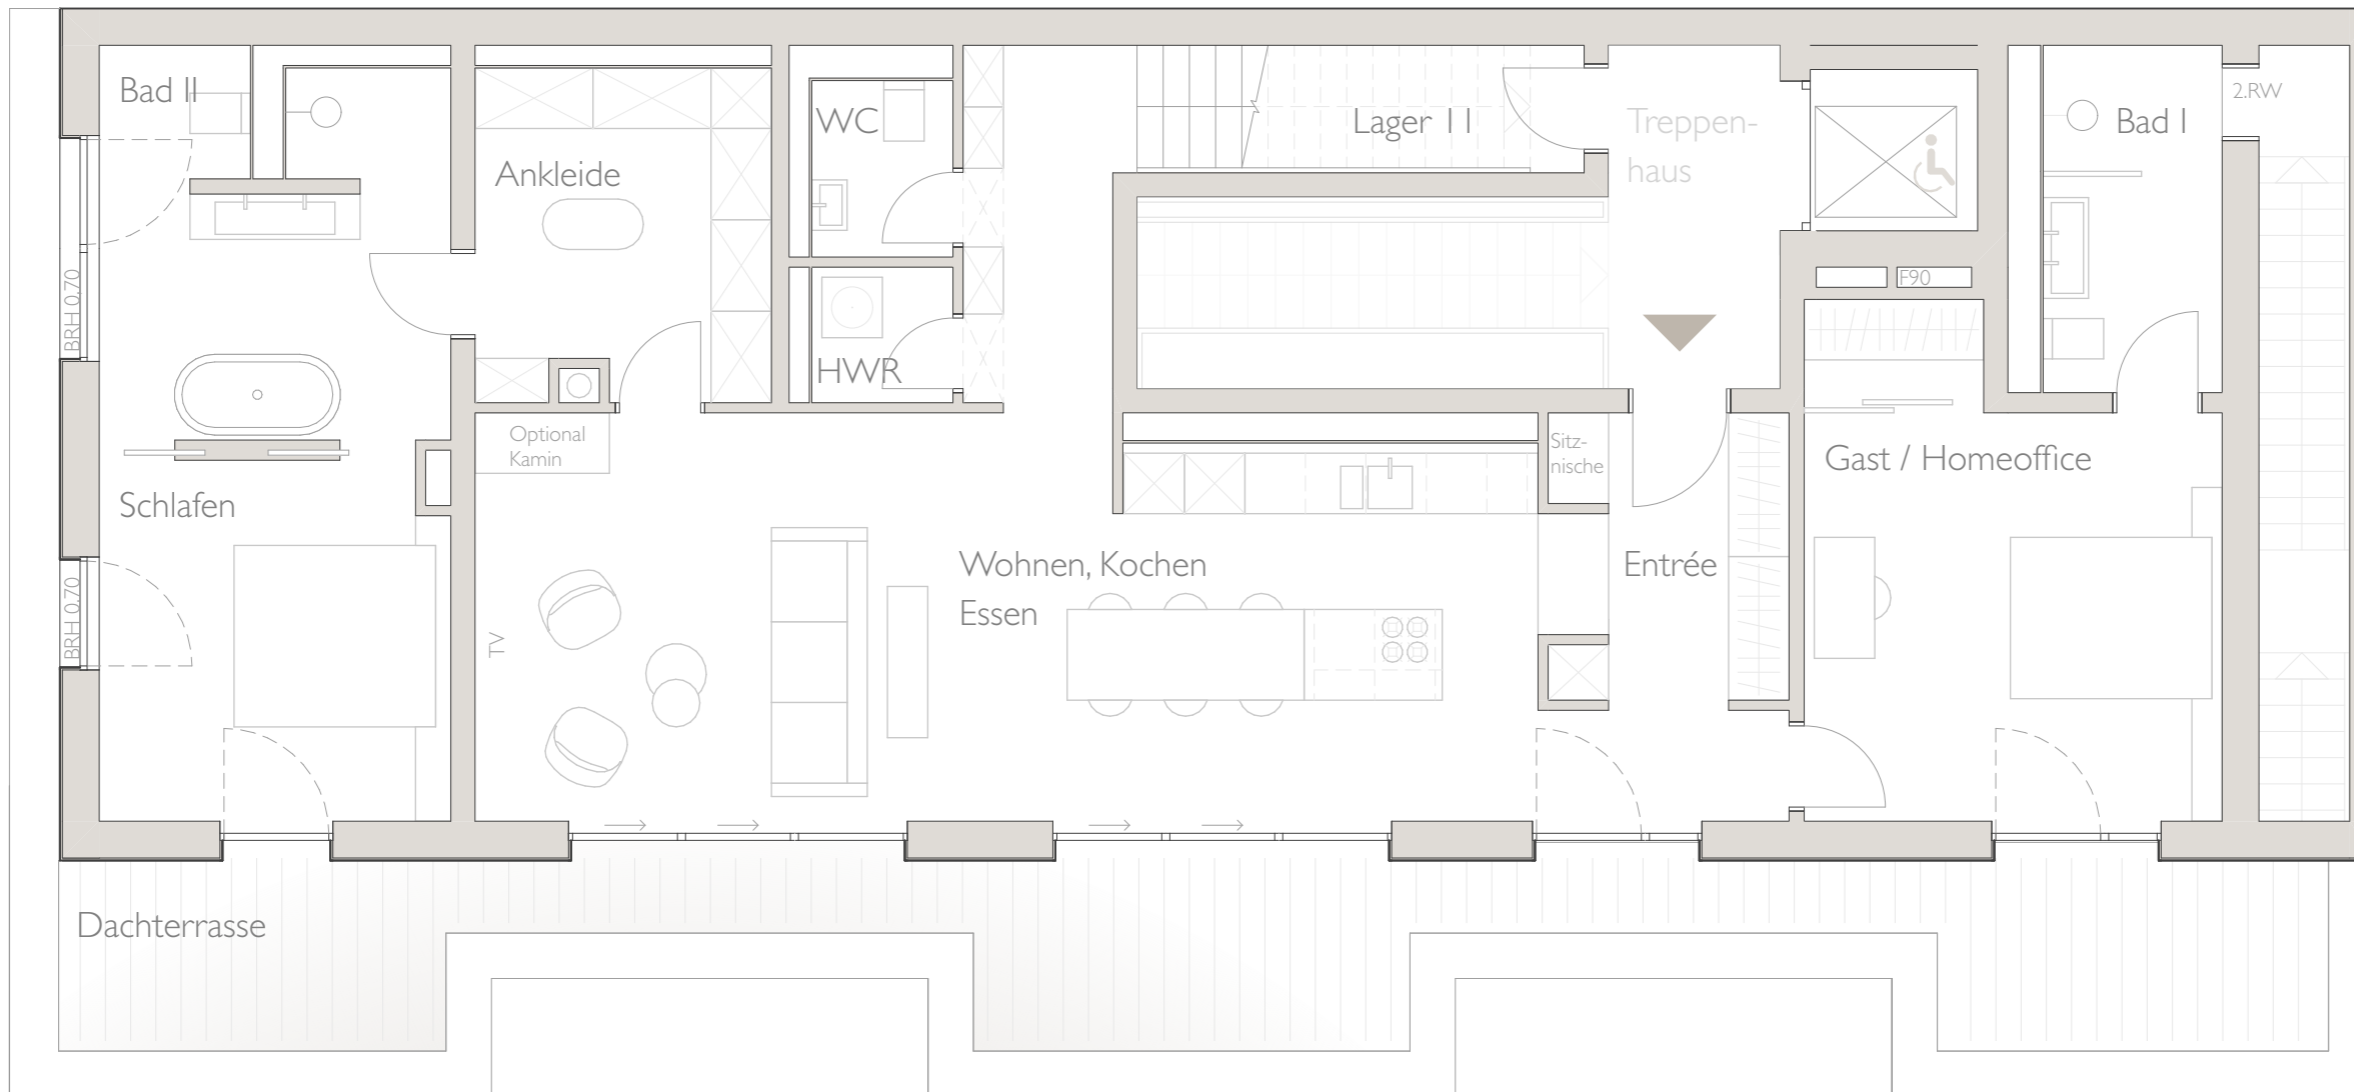 Bad II
WC
Lager 11
Treppen-
haus
Bad I
2.RW
Ankleide
F90
BRH 0.70
HWR
Optional
Kamin
Sitz-
nische
Gast / Homeoffice
Schlafen
Wohnen, Kochen
Essen
Entrée
BRH 0.70
TV
Dachterrasse